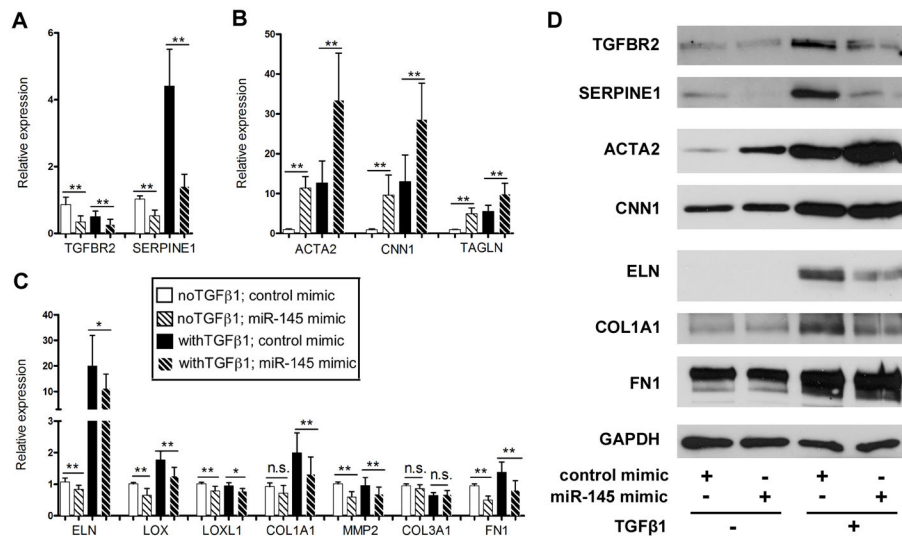 A
Relative expression
6
4
2
0
**
**
**
**
TGFBR2 SERPINE1
B
Relative expression
50
40
30
20
10
0
**
**
**
**
**
**
ACTA2 CNN1 TAGLN
C
Relative expression
40
30
20
10
2
1
0
*
**
**
**
**
*
n.s.
**
**
**
n.s.
n.s.
**
**
ELN LOX LOXL1 COL1A1 MMP2 COL3A1 FN1
noTGFβ1; control mimic
noTGFβ1; miR-145 mimic
withTGFβ1; control mimic
withTGFβ1; miR-145 mimic
D
TGFBR2
SERPINE1
ACTA2
CNN1
ELN
COL1A1
FN1
GAPDH
control mimic + - + -
miR-145 mimic - + - +
TGFβ1 - +